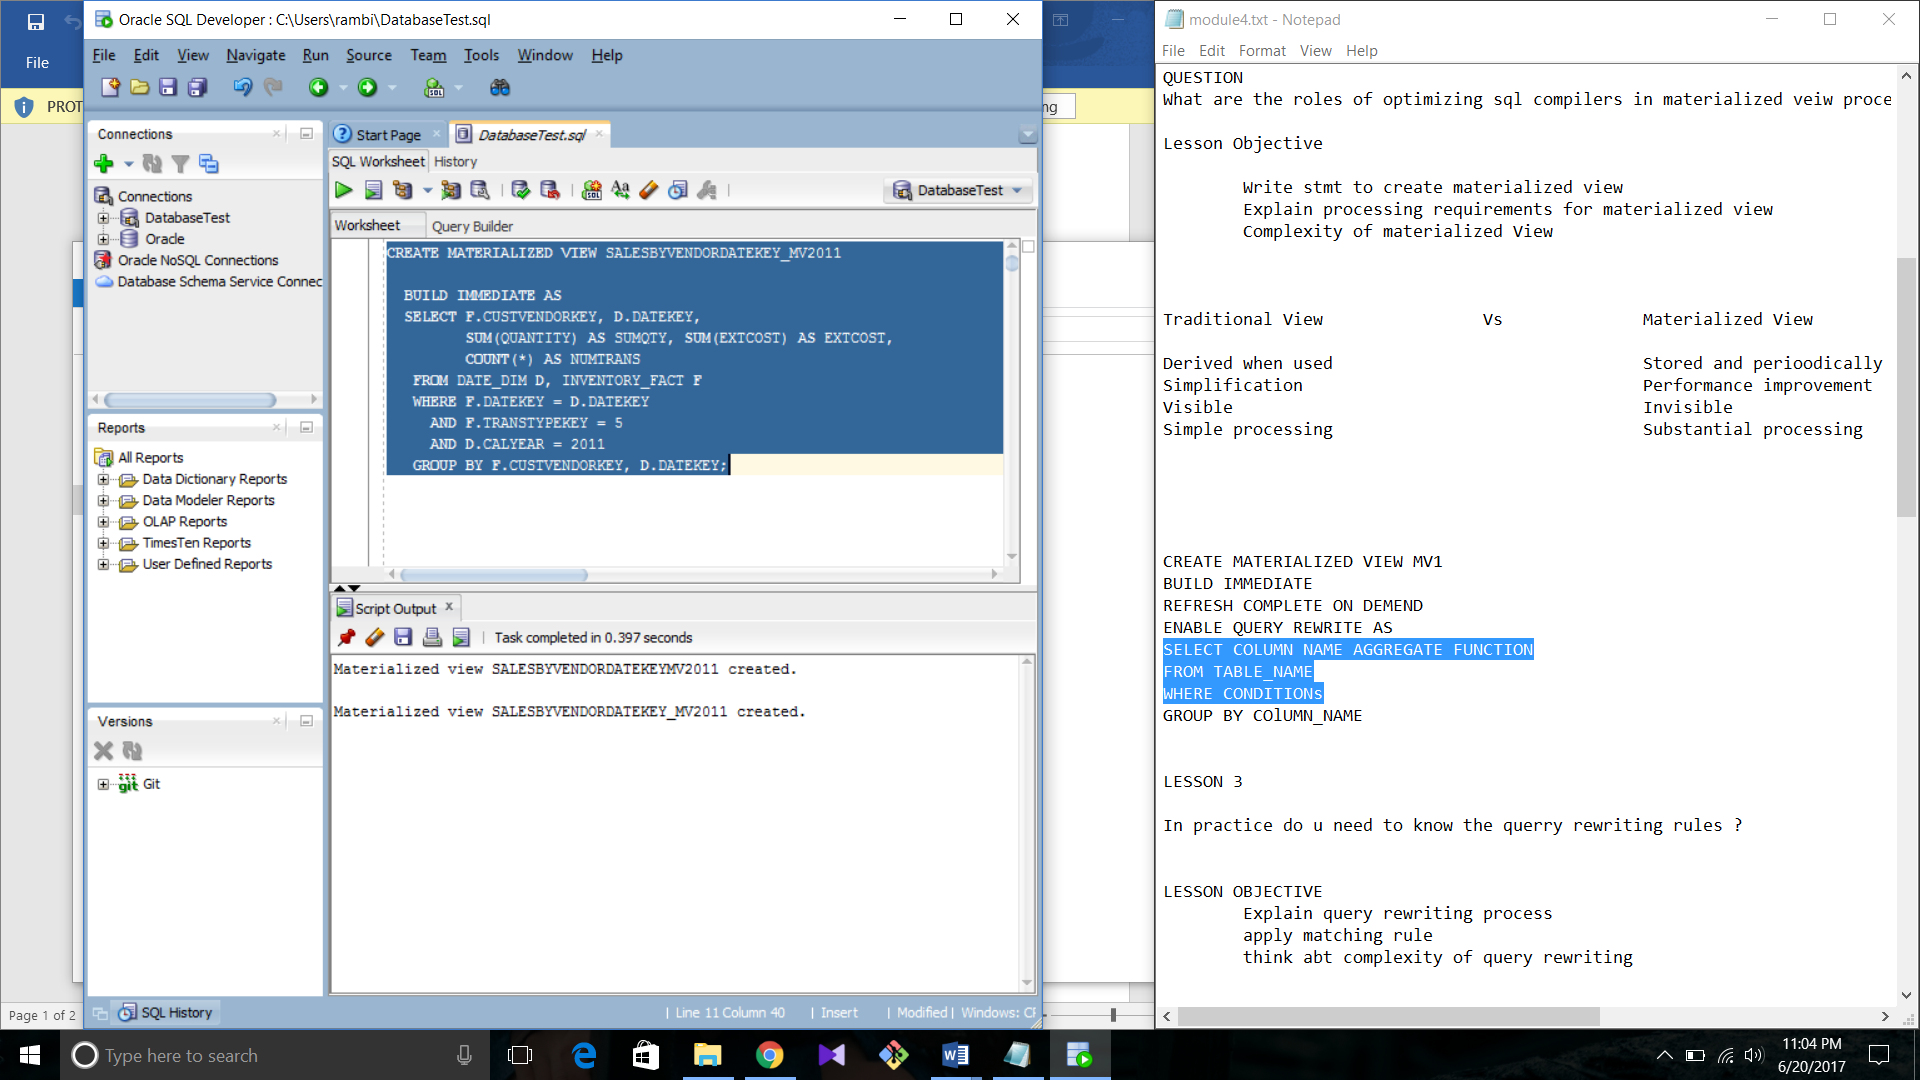 File
PROT
Page 1 of 2
Oracle SQL Developer : C:\Users\rambi\DatabaseTest.sql
File Edit View Navigate Run Source Team Tools Window Help
Connections
Connections
DatabaseTest
Oracle
Oracle NoSQL Connections
Database Schema Service Connec
Reports
All Reports
Data Dictionary Reports
Data Modeler Reports
OLAP Reports
TimesTen Reports
User Defined Reports
Versions
Git
git
Start Page DatabaseTest.sql
SQL Worksheet History
DatabaseTest
Worksheet Query Builder
CREATE MATERIALIZED VIEW SALESBYVENDORDATEKEY_MV2011
BUILD IMMEDIATE AS
SELECT F.CUSTVENDORKEY, D.DATEKEY,
SUM(QUANTITY) AS SUMQTY, SUM(EXTCOST) AS EXTCOST,
COUNT(*) AS NUMTRANS
FROM DATE_DIM D, INVENTORY_FACT F
WHERE F.DATEKEY = D.DATEKEY
AND F.TRANSTYPEKEY = 5
AND D.CALYEAR = 2011
GROUP BY F.CUSTVENDORKEY, D.DATEKEY;
Script Output
Task completed in 0.397 seconds
Materialized view SALESBYVENDORDATEKEYMV2011 created.
Materialized view SALESBYVENDORDATEKEY_MV2011 created.
SQL History
Line 11 Column 40 | Insert | Modified | Windows: CF
ng
module4.txt - Notepad
File Edit Format View Help
QUESTION
What are the roles of optimizing sql compilers in materialized veiw proce
Lesson Objective
Write stmt to create materialized view
Explain processing requirements for materialized view
Complexity of materialized View
Traditional View Vs Materialized View
Derived when used Stored and perioodically
Simplification Performance improvement
Visible Invisible
Simple processing Substantial processing
CREATE MATERIALIZED VIEW MV1
BUILD IMMEDIATE
REFRESH COMPLETE ON DEMEND
ENABLE QUERY REWRITE AS
SELECT COLUMN NAME AGGREGATE FUNCTION
FROM TABLE_NAME
WHERE CONDITIONs
GROUP BY COlUMN_NAME
LESSON 3
In practice do u need to know the querry rewriting rules ?
LESSON OBJECTIVE
Explain query rewriting process
apply matching rule
think abt complexity of query rewriting
Type here to search
11:04 PM
6/20/2017